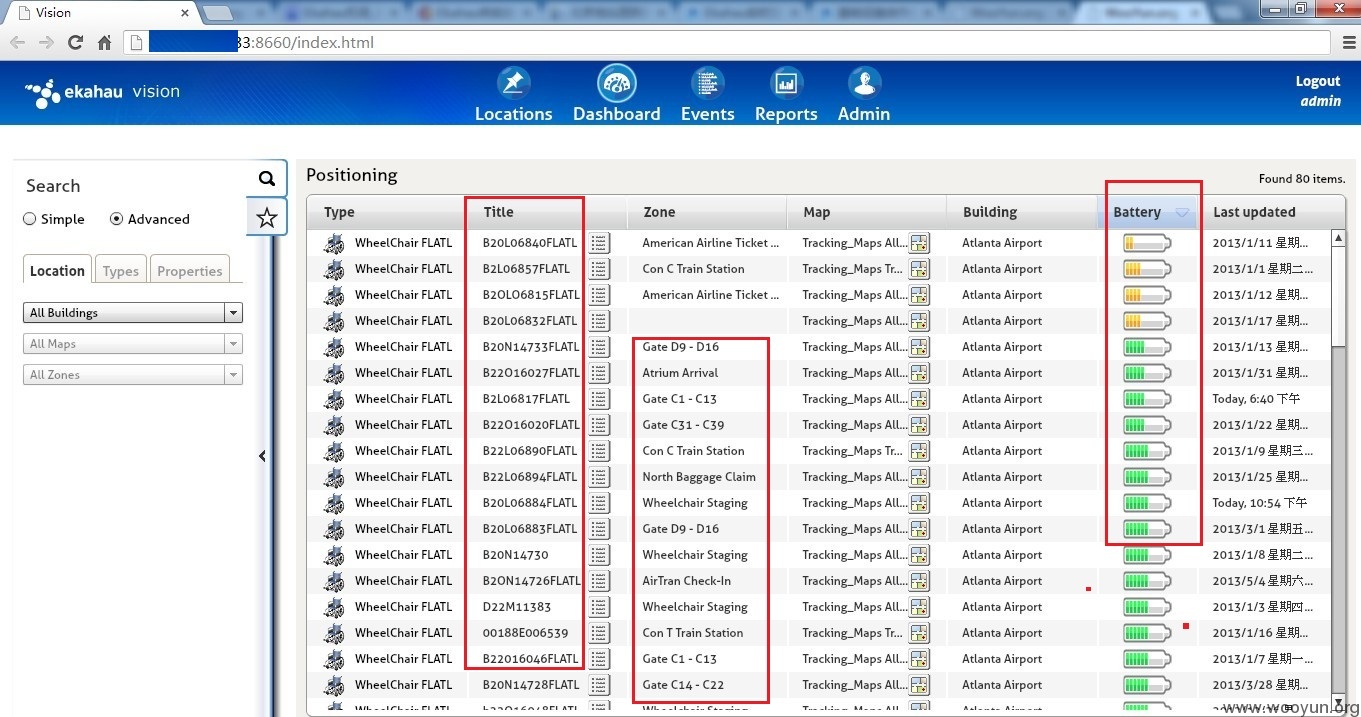 Vision
33:8660/index.html
ekahau vision
Locations Dashboard Events Reports Admin
Logout
admin
Search
Simple Advanced
Location Types Properties
All Buildings
All Maps
All Zones
Positioning
Found 80 items.
Type Title Zone Map Building Battery Last updated
WheelChair FLATL B20L06840FLATL American Airline Ticket ... Tracking_Maps All... Atlanta Airport 2013/1/11 星期...
WheelChair FLATL B2L06857FLATL Con C Train Station Tracking_Maps Tr... Atlanta Airport 2013/1/1 星期二...
WheelChair FLATL B2OLO6815FLATL American Airline Ticket ... Tracking_Maps All... Atlanta Airport 2013/1/12 星期...
WheelChair FLATL B20L06832FLATL Tracking_Maps All... Atlanta Airport 2013/1/17 星期...
WheelChair FLATL B20N14733FLATL Gate D9 - D16 Tracking_Maps All... Atlanta Airport 2013/1/13 星期...
WheelChair FLATL B22O16027FLATL Atrium Arrival Tracking_Maps All... Atlanta Airport 2013/1/31 星期...
WheelChair FLATL B2L06817FLATL Gate C1 - C13 Tracking_Maps All... Atlanta Airport Today, 6:40 下午
WheelChair FLATL B22O16020FLATL Gate C31 - C39 Tracking_Maps All... Atlanta Airport 2013/1/22 星期...
WheelChair FLATL B22L06890FLATL Con C Train Station Tracking_Maps Tr... Atlanta Airport 2013/1/9 星期三...
WheelChair FLATL B22L06894FLATL North Baggage Claim Tracking_Maps All... Atlanta Airport 2013/1/25 星期...
WheelChair FLATL B20L06884FLATL Wheelchair Staging Tracking_Maps All... Atlanta Airport Today, 10:54 下午
WheelChair FLATL B20L06883FLATL Gate D9 - D16 Tracking_Maps All... Atlanta Airport 2013/3/1 星期五...
WheelChair FLATL B20N14730 Wheelchair Staging Tracking_Maps All... Atlanta Airport 2013/1/8 星期二...
WheelChair FLATL B2ON14726FLATL AirTran Check-In Tracking_Maps All... Atlanta Airport 2013/5/4 星期六...
WheelChair FLATL D22M11383 Wheelchair Staging Tracking_Maps All... Atlanta Airport 2013/1/3 星期四...
WheelChair FLATL 00188E006539 Con T Train Station Tracking_Maps Tr... Atlanta Airport 2013/1/16 星期...
WheelChair FLATL B22016046FLATL Gate C1 - C13 Tracking_Maps All... Atlanta Airport 2013/1/7 星期一...
WheelChair FLATL B20N14728FLATL Gate C14 - C22 Tracking_Maps All... Atlanta Airport 2013/3/28 星期...
www.wooyun.org